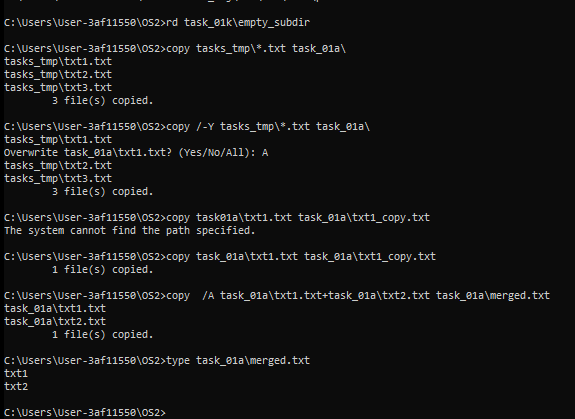 C:\Users\User-3af11550\OS2>rd task_01k\empty_subdir
C:\Users\User-3af11550\OS2>copy tasks_tmp\*.txt task_01a\
tasks_tmp\txt1.txt
tasks_tmp\txt2.txt
tasks_tmp\txt3.txt
        3 file(s) copied.
C:\Users\User-3af11550\OS2>copy /-Y tasks_tmp\*.txt task_01a\
tasks_tmp\txt1.txt
Overwrite task_01a\txt1.txt? (Yes/No/All): A
tasks_tmp\txt2.txt
tasks_tmp\txt3.txt
        3 file(s) copied.
C:\Users\User-3af11550\OS2>copy task01a\txt1.txt task_01a\txt1_copy.txt
The system cannot find the path specified.
C:\Users\User-3af11550\OS2>copy task_01a\txt1.txt task_01a\txt1_copy.txt
        1 file(s) copied.
C:\Users\User-3af11550\OS2>copy  /A task_01a\txt1.txt+task_01a\txt2.txt task_01a\merged.txt
task_01a\txt1.txt
task_01a\txt2.txt
        1 file(s) copied.
C:\Users\User-3af11550\OS2>type task_01a\merged.txt
txt1
txt2
C:\Users\User-3af11550\OS2>